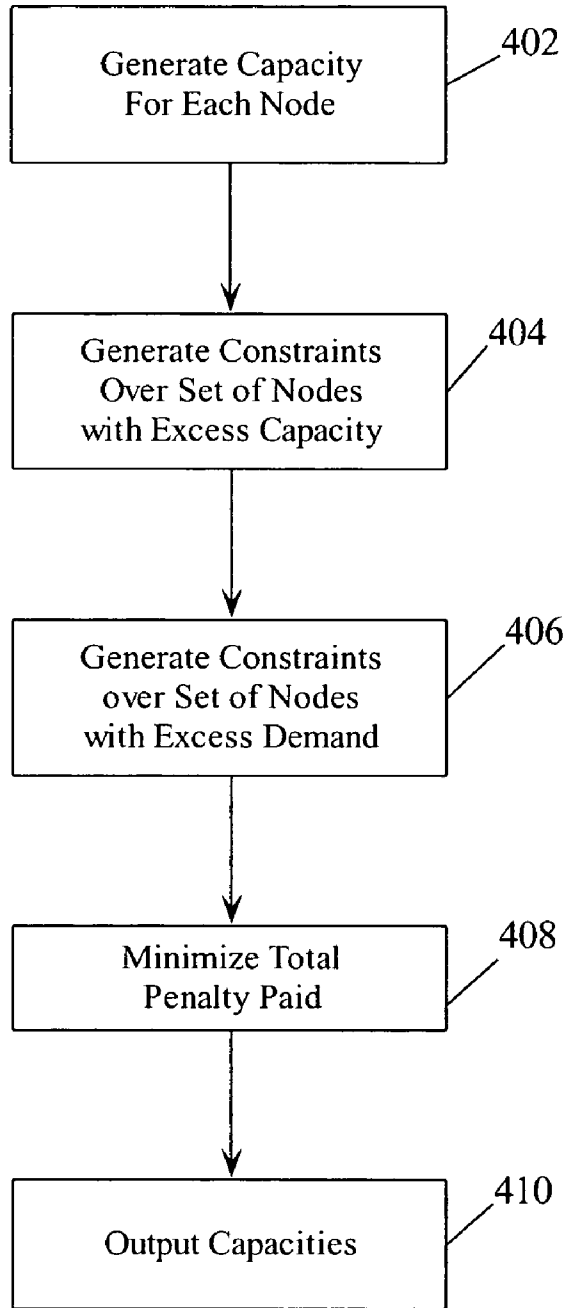 Generate Capacity
For Each Node
402
Generate Constraints
Over Set of Nodes
with Excess Capacity
404
Generate Constraints
over Set of Nodes
with Excess Demand
406
Minimize Total
Penalty Paid
408
Output Capacities
410